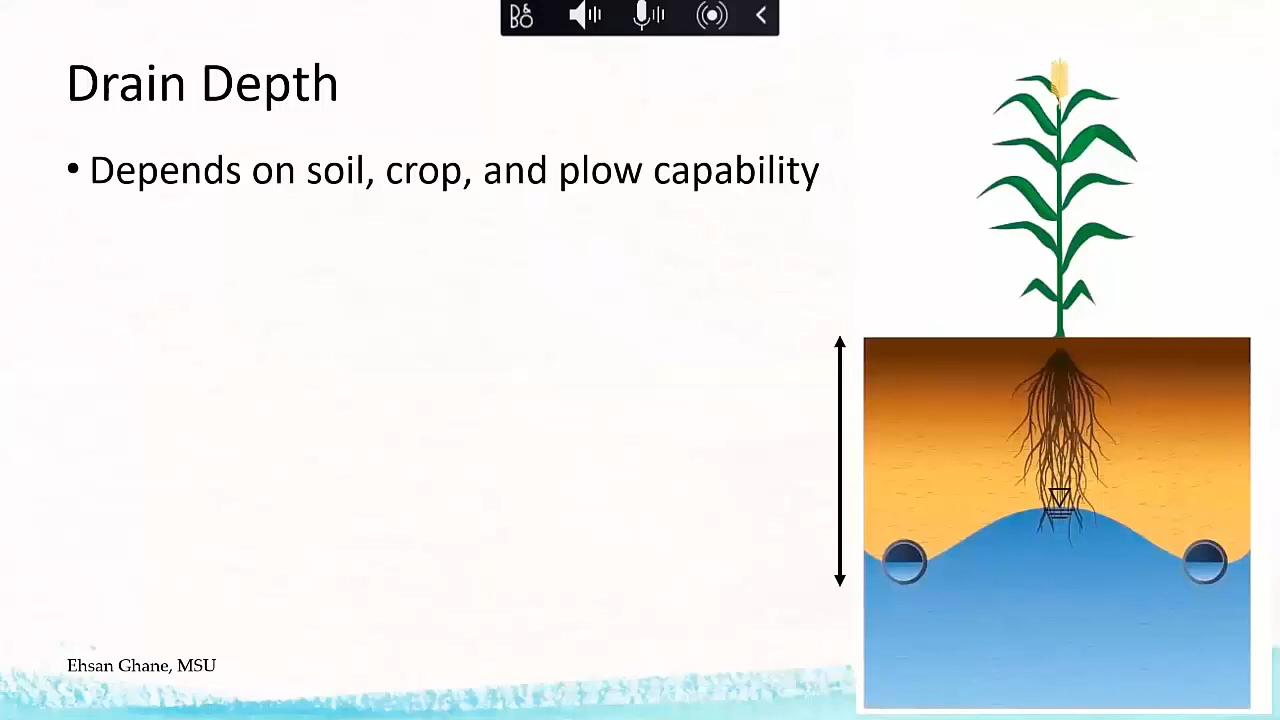 B&O
Drain Depth
• Depends on soil, crop, and plow capability
Ehsan Ghane, MSU